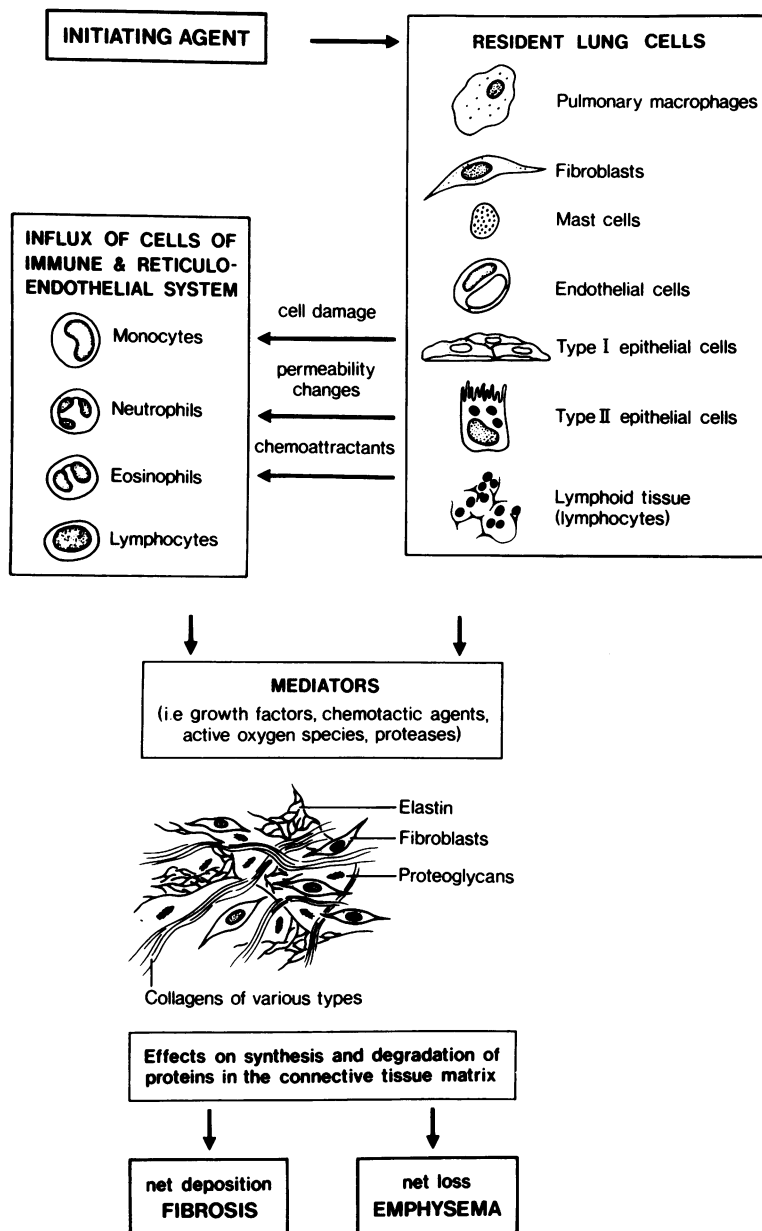 INITIATING AGENT
RESIDENT LUNG CELLS
Pulmonary macrophages
Fibroblasts
Mast cells
Endothelial cells
Type I epithelial cells
Type II epithelial cells
Lymphoid tissue
(lymphocytes)
INFLUX OF CELLS OF
IMMUNE & RETICULO-
ENDOTHELIAL SYSTEM
Monocytes
Neutrophils
Eosinophils
Lymphocytes
cell damage
permeability
changes
chemoattractants
MEDIATORS
(i.e growth factors, chemotactic agents,
active oxygen species, proteases)
Elastin
Fibroblasts
Proteoglycans
Collagens of various types
Effects on synthesis and degradation of
proteins in the connective tissue matrix
net deposition
FIBROSIS
net loss
EMPHYSEMA